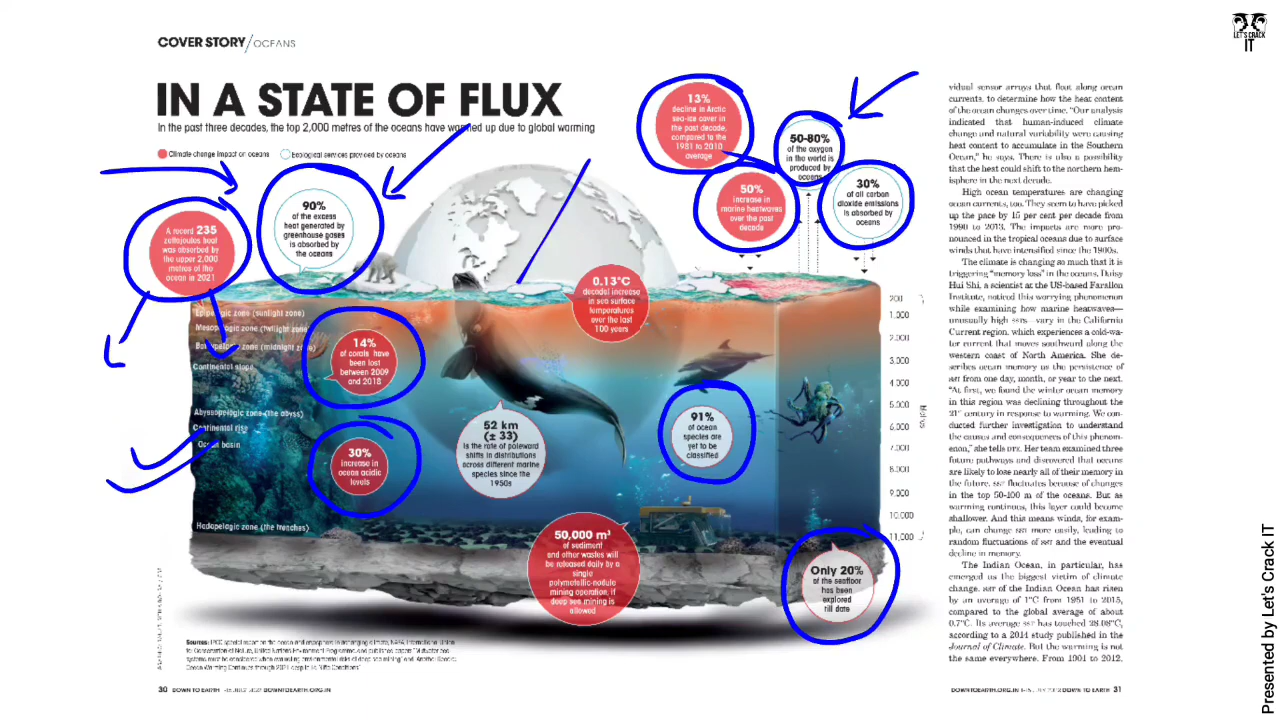 COVER STORY/OCEANS
LET'S CRACK
IT
IN A STATE OF FLUX
In the past three decades, the top 2,000 metres of the oceans have warmed up due to global warming
Climate change impact on oceans
Ecological services provided by oceans
A record 235
zettajoules heat
was absorbed by
the upper 2,000
metres of the
ocean in 2021
90%
of the excess
heat generated by
greenhouse gases
is absorbed by
the oceans
13%
decline in Arctic
sea-ice cover in
the past decade,
compared to the
1981 to 2010
average
50%
increase in
marine heatwaves
over the past
decade
50-80%
of the oxygen
in the world is
produced by
oceans
30%
of all carbon
dioxide emissions
is absorbed by
oceans
0.13°C
decadal increase
in sea surface
temperatures
over the last
100 years
Epipelagic zone (sunlight zone)
Mesopelagic zone (twilight zone)
Bathypelagic zone (midnight zone)
Continental slope
Abyssopelagic zone (the abyss)
Continental rise
Ocean basin
Hadopelagic zone (the trenches)
14%
of corals have
been lost
between 2009
and 2018
30%
increase in
ocean acidic
levels
52 km
(± 33)
is the rate of poleward
shifts in distributions
across different marine
species since the
1950s
91%
of ocean
species are
yet to be
classified
50,000 m³
of sediment
and other wastes will
be released daily by a
single
polymetallic-nodule
mining operation, if
deep sea mining is
allowed
Only 20%
of the seafloor
has been
explored
till date
200
1,000
2,000
3,000
4,000
5,000
6,000
7,000
8,000
9,000
10,000
11,000
vidual sensor arrays that float along ocean
currents, to determine how the heat content
of the ocean changes over time. "Our analysis
indicated that human-induced climate
change and natural variability were causing
heat content to accumulate in the Southern
Ocean," he says. There is also a possibility
that the heat could shift to the northern hem-
isphere in the next decade.
High ocean temperatures are changing
ocean currents, too. They seem to have picked
up the pace by 15 per cent per decade from
1990 to 2013. The impacts are more pro-
nounced in the tropical oceans due to surface
winds that have intensified since the 1990s.
The climate is changing so much that it is
triggering "memory loss" in the oceans. Daisy
Hui Shi, a scientist at the US-based Farallon
Institute, noticed this worrying phenomenon
while examining how marine heatwaves—
unusually high SSTs—vary in the California
Current region, which experiences a cold-wa-
ter current that moves southward along the
western coast of North America. She de-
scribes ocean memory as the persistence of
SST from one day, month, or year to the next.
"At first, we found the winter ocean memory
in this region was declining throughout the
21st century in response to warming. We con-
ducted further investigation to understand
the causes and consequences of this phenom-
enon," she tells DTE. Her team examined three
future pathways and discovered that oceans
are likely to lose nearly all of their memory in
the future. SST fluctuates because of changes
in the top 50-100 m of the oceans. But as
warming continues, this layer could become
shallower. And this means winds, for exam-
ple, can change SST more easily, leading to
random fluctuations of SST and the eventual
decline in memory.
The Indian Ocean, in particular, has
emerged as the biggest victim of climate
change. SST of the Indian Ocean has risen
by an average of 1°C from 1951 to 2015,
compared to the global average of about
0.7°C. Its average SST has touched 28.08°C,
according to a 2014 study published in the
Journal of Climate. But the warming is not
the same everywhere. From 1901 to 2012,
30 DOWN TO EARTH DOWNTOEARTH.ORG.IN
DOWNTOEARTH.ORG.IN DOWN TO EARTH 31
Presented by Let's Crack IT